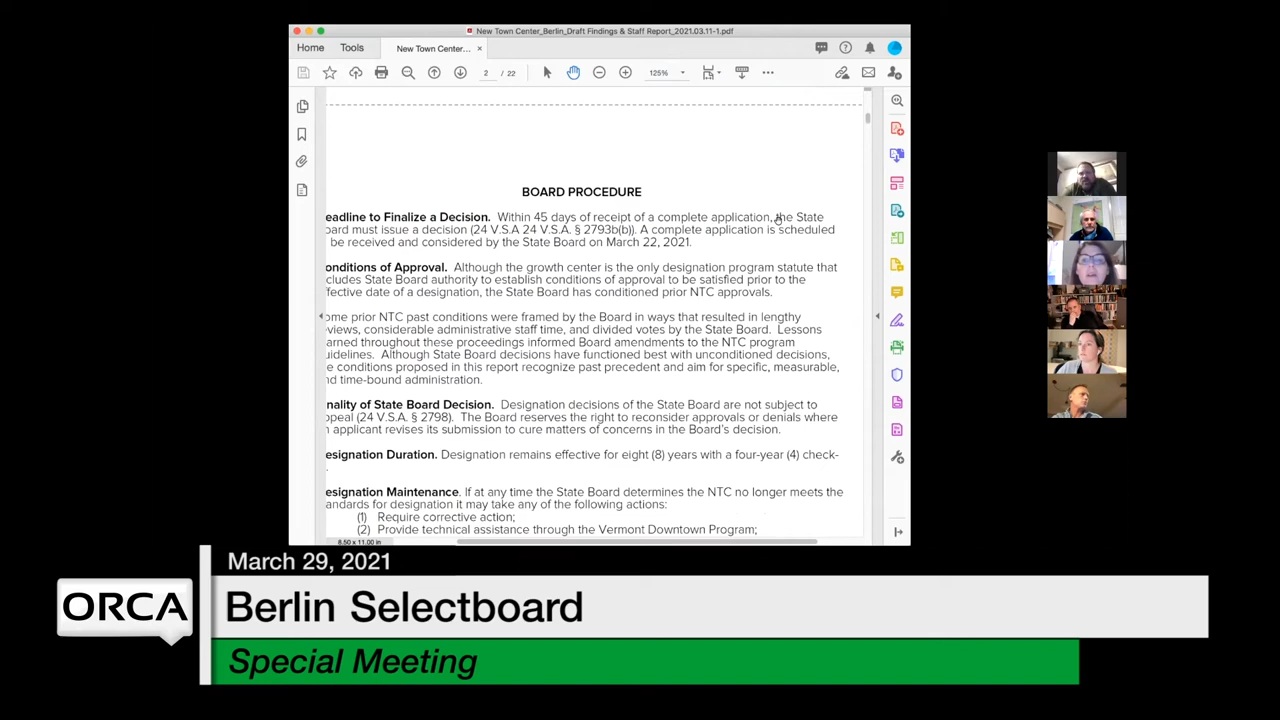 New Town Center_Berlin_Draft Findings & Staff Report_2021.03.11-1.pdf
Home Tools New Town Center... ×
2 / 22 125%
BOARD PROCEDURE
eadline to Finalize a Decision. Within 45 days of receipt of a complete application, the State
oard must issue a decision (24 V.S.A 24 V.S.A. § 2793b(b)). A complete application is scheduled
be received and considered by the State Board on March 22, 2021.
onditions of Approval. Although the growth center is the only designation program statute that
cludes State Board authority to establish conditions of approval to be satisfied prior to the
ffective date of a designation, the State Board has conditioned prior NTC approvals.
ome prior NTC past conditions were framed by the Board in ways that resulted in lengthy
views, considerable administrative staff time, and divided votes by the State Board. Lessons
arned throughout these proceedings informed Board amendments to the NTC program
uidelines. Although State Board decisions have functioned best with unconditioned decisions,
e conditions proposed in this report recognize past precedent and aim for specific, measurable,
nd time-bound administration.
nality of State Board Decision. Designation decisions of the State Board are not subject to
ppeal (24 V.S.A. § 2798). The Board reserves the right to reconsider approvals or denials where
n applicant revises its submission to cure matters of concerns in the Board's decision.
esignation Duration. Designation remains effective for eight (8) years with a four-year (4) check-
.
esignation Maintenance. If at any time the State Board determines the NTC no longer meets the
andards for designation it may take any of the following actions:
(1) Require corrective action;
(2) Provide technical assistance through the Vermont Downtown Program;
8.50 x 11.00 in
March 29, 2021
ORCA
Berlin Selectboard
Special Meeting